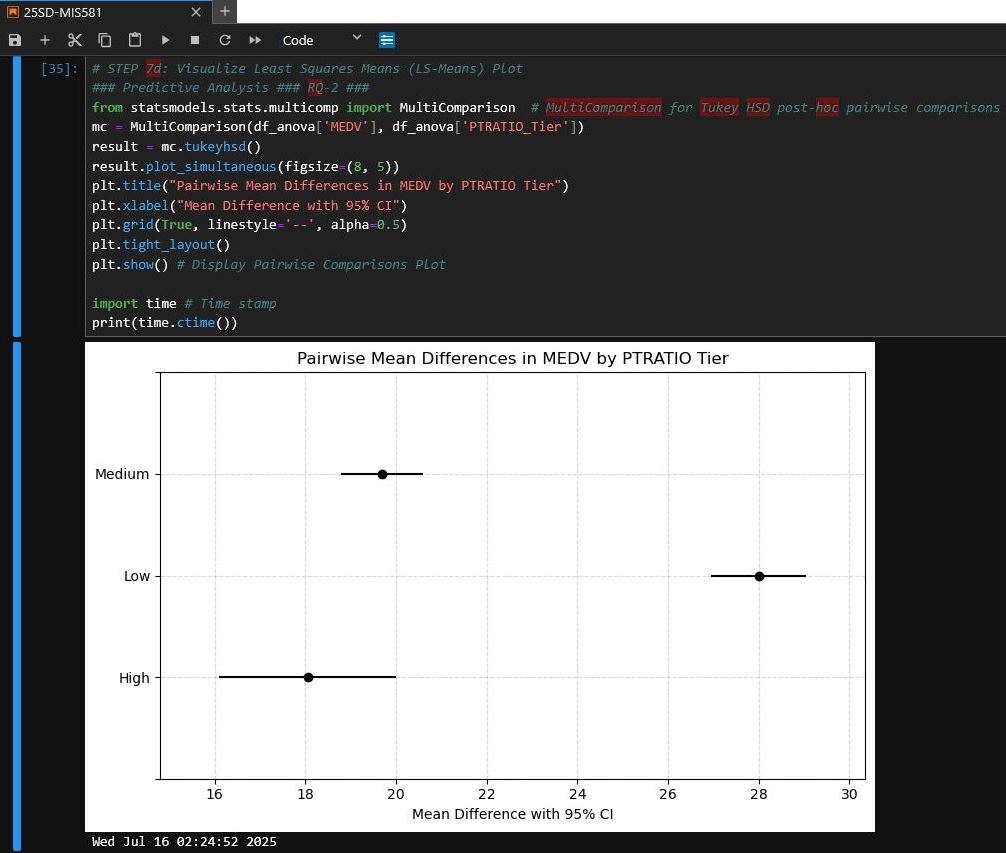 25SD-MIS581
Code
[35]:
# STEP 7d: Visualize Least Squares Means (LS-Means) Plot
### Predictive Analysis ### RQ-2 ###
from statsmodels.stats.multicomp import MultiComparison  # MultiComparison for Tukey HSD post-hoc pairwise comparisons
mc = MultiComparison(df_anova['MEDV'], df_anova['PTRATIO_Tier'])
result = mc.tukeyhsd()
result.plot_simultaneous(figsize=(8, 5))
plt.title("Pairwise Mean Differences in MEDV by PTRATIO Tier")
plt.xlabel("Mean Difference with 95% CI")
plt.grid(True, linestyle='--', alpha=0.5)
plt.tight_layout()
plt.show() # Display Pairwise Comparisons Plot
import time # Time stamp
print(time.ctime())
Pairwise Mean Differences in MEDV by PTRATIO Tier
Medium
Low
High
16 18 20 22 24 26 28 30
Mean Difference with 95% CI
Wed Jul 16 02:24:52 2025